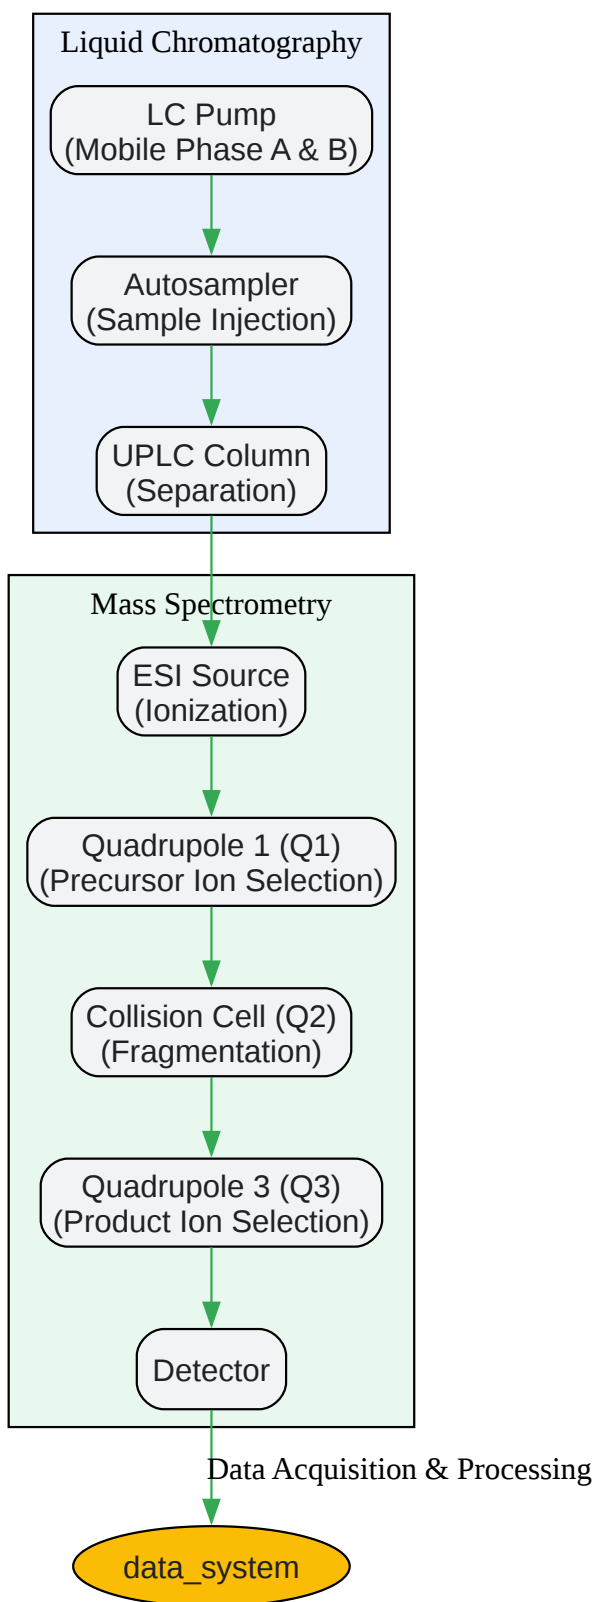 Liquid Chromatography
LC Pump
(Mobile Phase A & B)
Autosampler
(Sample Injection)
UPLC Column
(Separation)
Mass Spectrometry
ESI Source
(Ionization)
Quadrupole 1 (Q1)
(Precursor Ion Selection)
Collision Cell (Q2)
(Fragmentation)
Quadrupole 3 (Q3)
(Product Ion Selection)
Detector
Data Acquisition & Processing
data_system